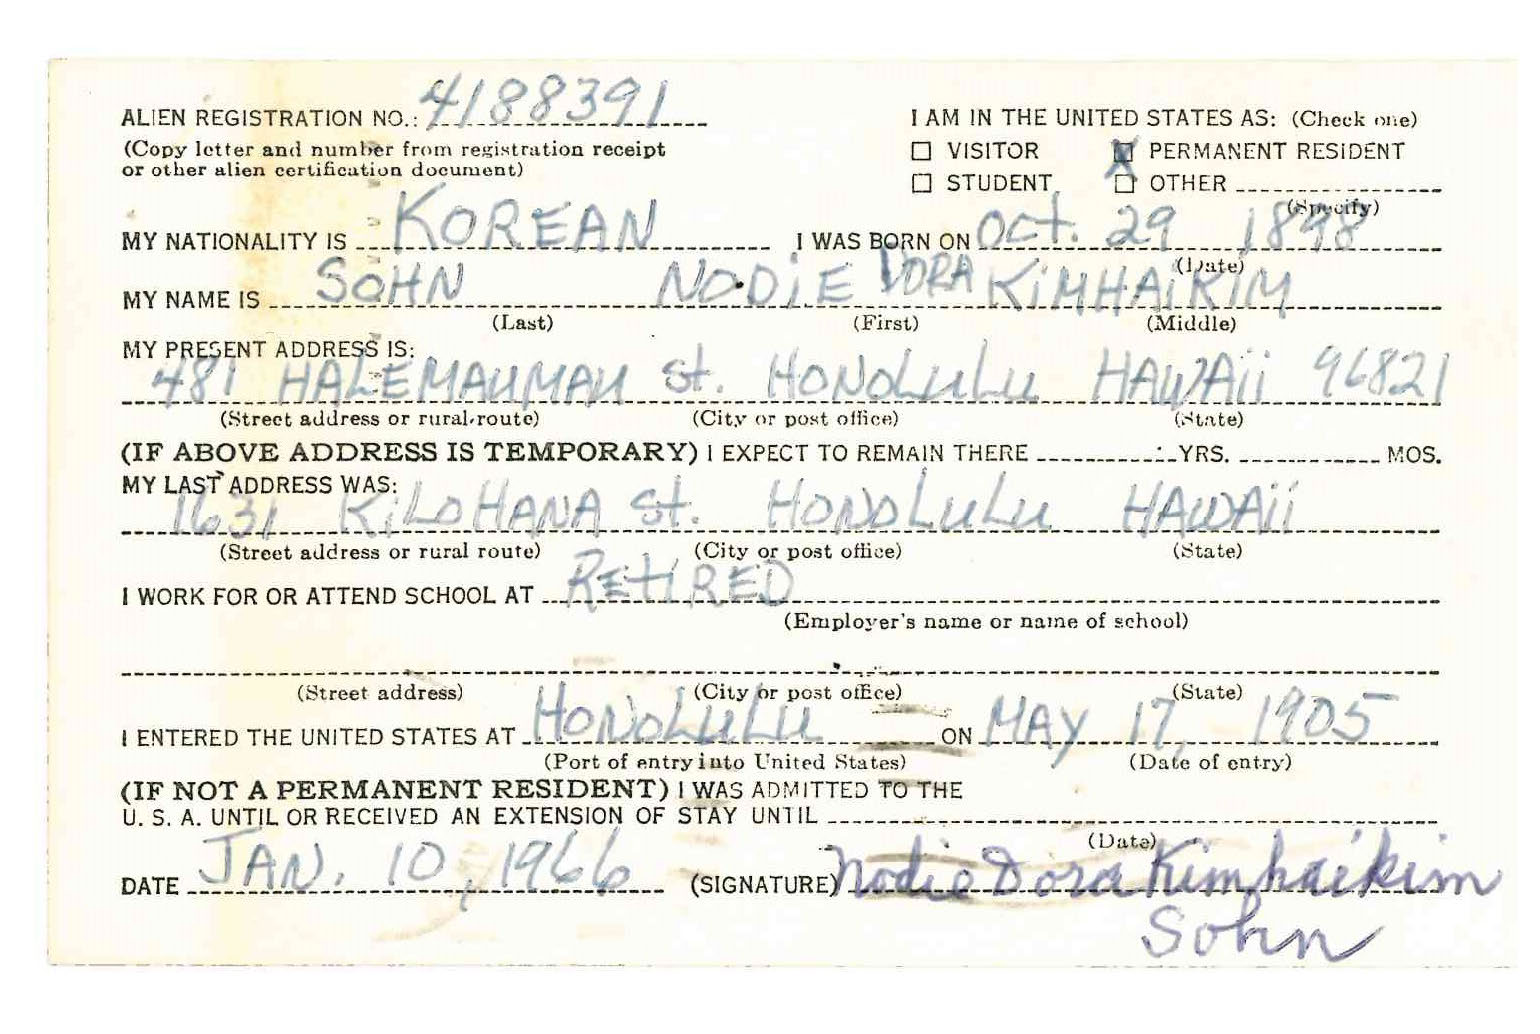 ALIEN REGISTRATION NO.: 4188391 I AM IN THE UNITED STATES AS: (Check one)
(Copy letter and number from registration receipt
or other alien certification document)
☐ VISITOR ☒ PERMANENT RESIDENT
☐ STUDENT ☐ OTHER
(Specify)
MY NATIONALITY IS KOREAN I WAS BORN ON Oct. 29 1898
(Date)
MY NAME IS SOHN NODIE DORA KIMHAIKIM
(Last) (First) (Middle)
MY PRESENT ADDRESS IS:
481 HALEMAUMAU St. HONOLULU HAWAII 96821
(Street address or rural route) (City or post office) (State)
(IF ABOVE ADDRESS IS TEMPORARY) I EXPECT TO REMAIN THERE YRS. MOS.
MY LAST ADDRESS WAS:
1631 KILOHANA St. HONOLULU HAWAII
(Street address or rural route) (City or post office) (State)
I WORK FOR OR ATTEND SCHOOL AT RETIRED
(Employer's name or name of school)
(Street address) (City or post office) (State)
I ENTERED THE UNITED STATES AT HONOLULU ON MAY 17, 1905
(Port of entry into United States) (Date of entry)
(IF NOT A PERMANENT RESIDENT) I WAS ADMITTED TO THE
U. S. A. UNTIL OR RECEIVED AN EXTENSION OF STAY UNTIL
(Date)
DATE JAN. 10, 1966 (SIGNATURE) Nodie Dora Kimhaikim
Sohn